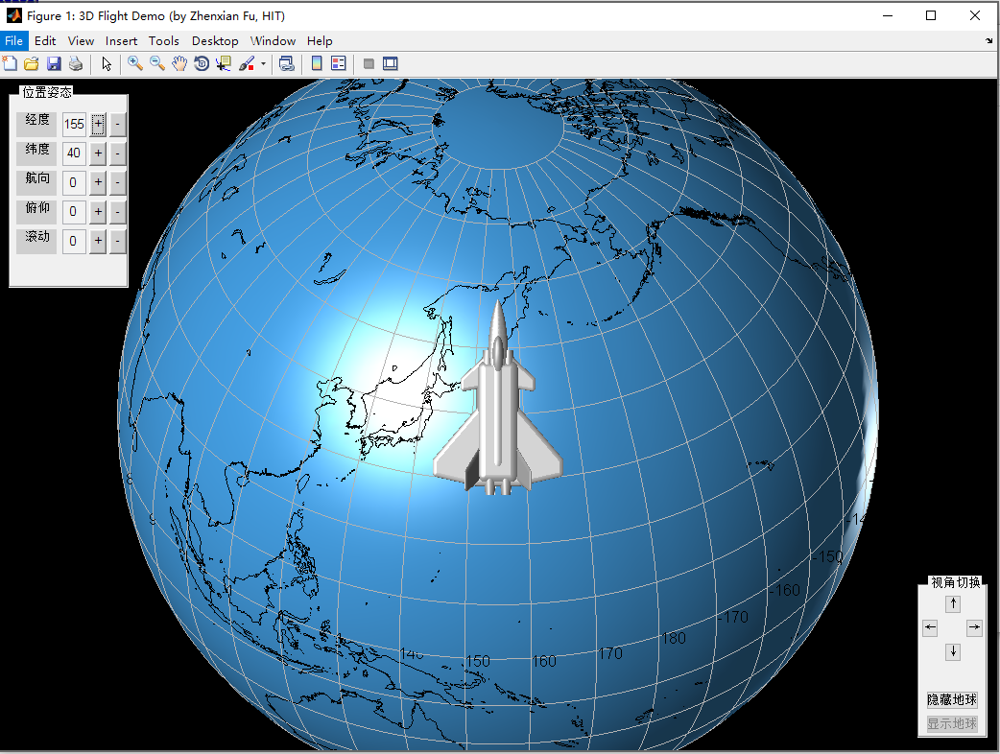 Figure 1: 3D Flight Demo (by Zhenxian Fu, HIT)
File Edit View Insert Tools Desktop Window Help
位置姿态
经度 155 + -
纬度 40 + -
航向 0 + -
俯仰 0 + -
滚动 0 + -
-150
-160
-170
180
170
160
150
140
视角切换
↑
← →
↓
隐藏地球
显示地球